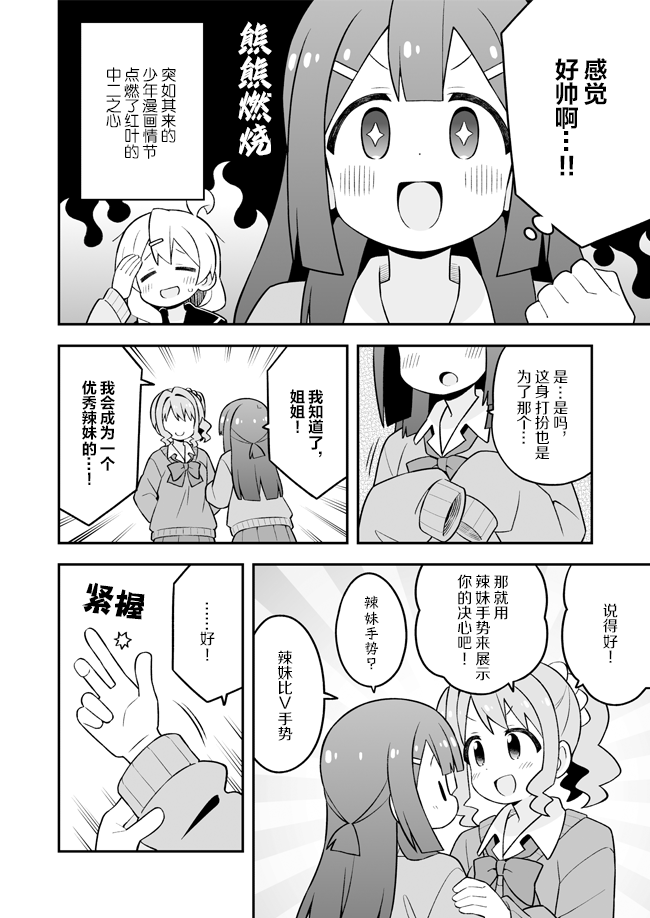 感觉
好帅啊…!!
熊熊燃烧
突如其来的
少年漫画情节
点燃了红叶的
中二之心
是…是吗，
这身打扮也是
为了那个…
我知道了，
姐姐！
我会成为一个
优秀辣妹的…！
说得好！
那就用
辣妹手势来展示
你的决心吧！
辣妹手势？
辣妹比V手势
……好！
紧握